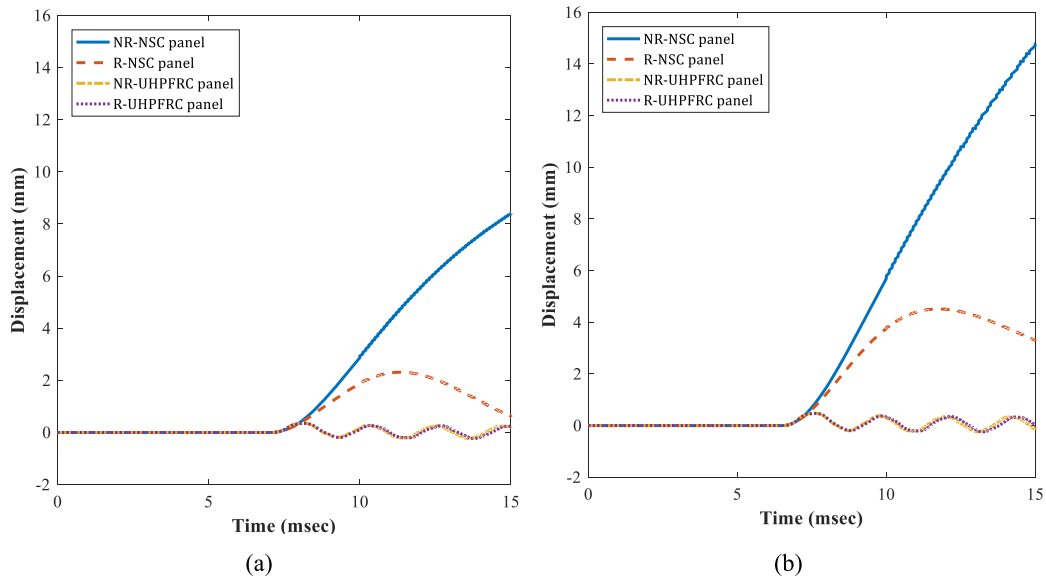 16
14
12
10
8
6
4
2
0
-2
0
5
10
15
Displacement (mm)
Time (msec)
NR-NSC panel
R-NSC panel
NR-UHPFRC panel
R-UHPFRC panel
(a)
16
14
12
10
8
6
4
2
0
-2
0
5
10
15
Displacement (mm)
Time (msec)
NR-NSC panel
R-NSC panel
NR-UHPFRC panel
R-UHPFRC panel
(b)